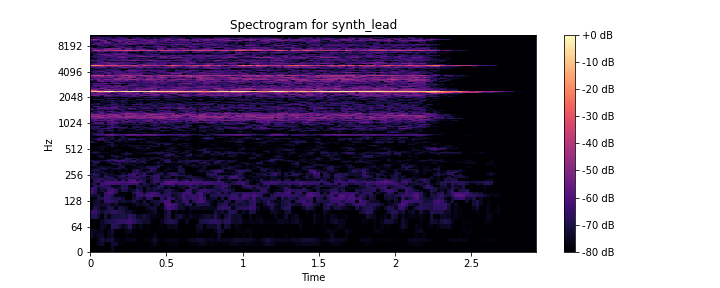 Spectrogram for synth_lead
Hz
8192
4096
2048
1024
512
256
128
64
0
0
0.5
1
1.5
2
2.5
Time
+0 dB
-10 dB
-20 dB
-30 dB
-40 dB
-50 dB
-60 dB
-70 dB
-80 dB